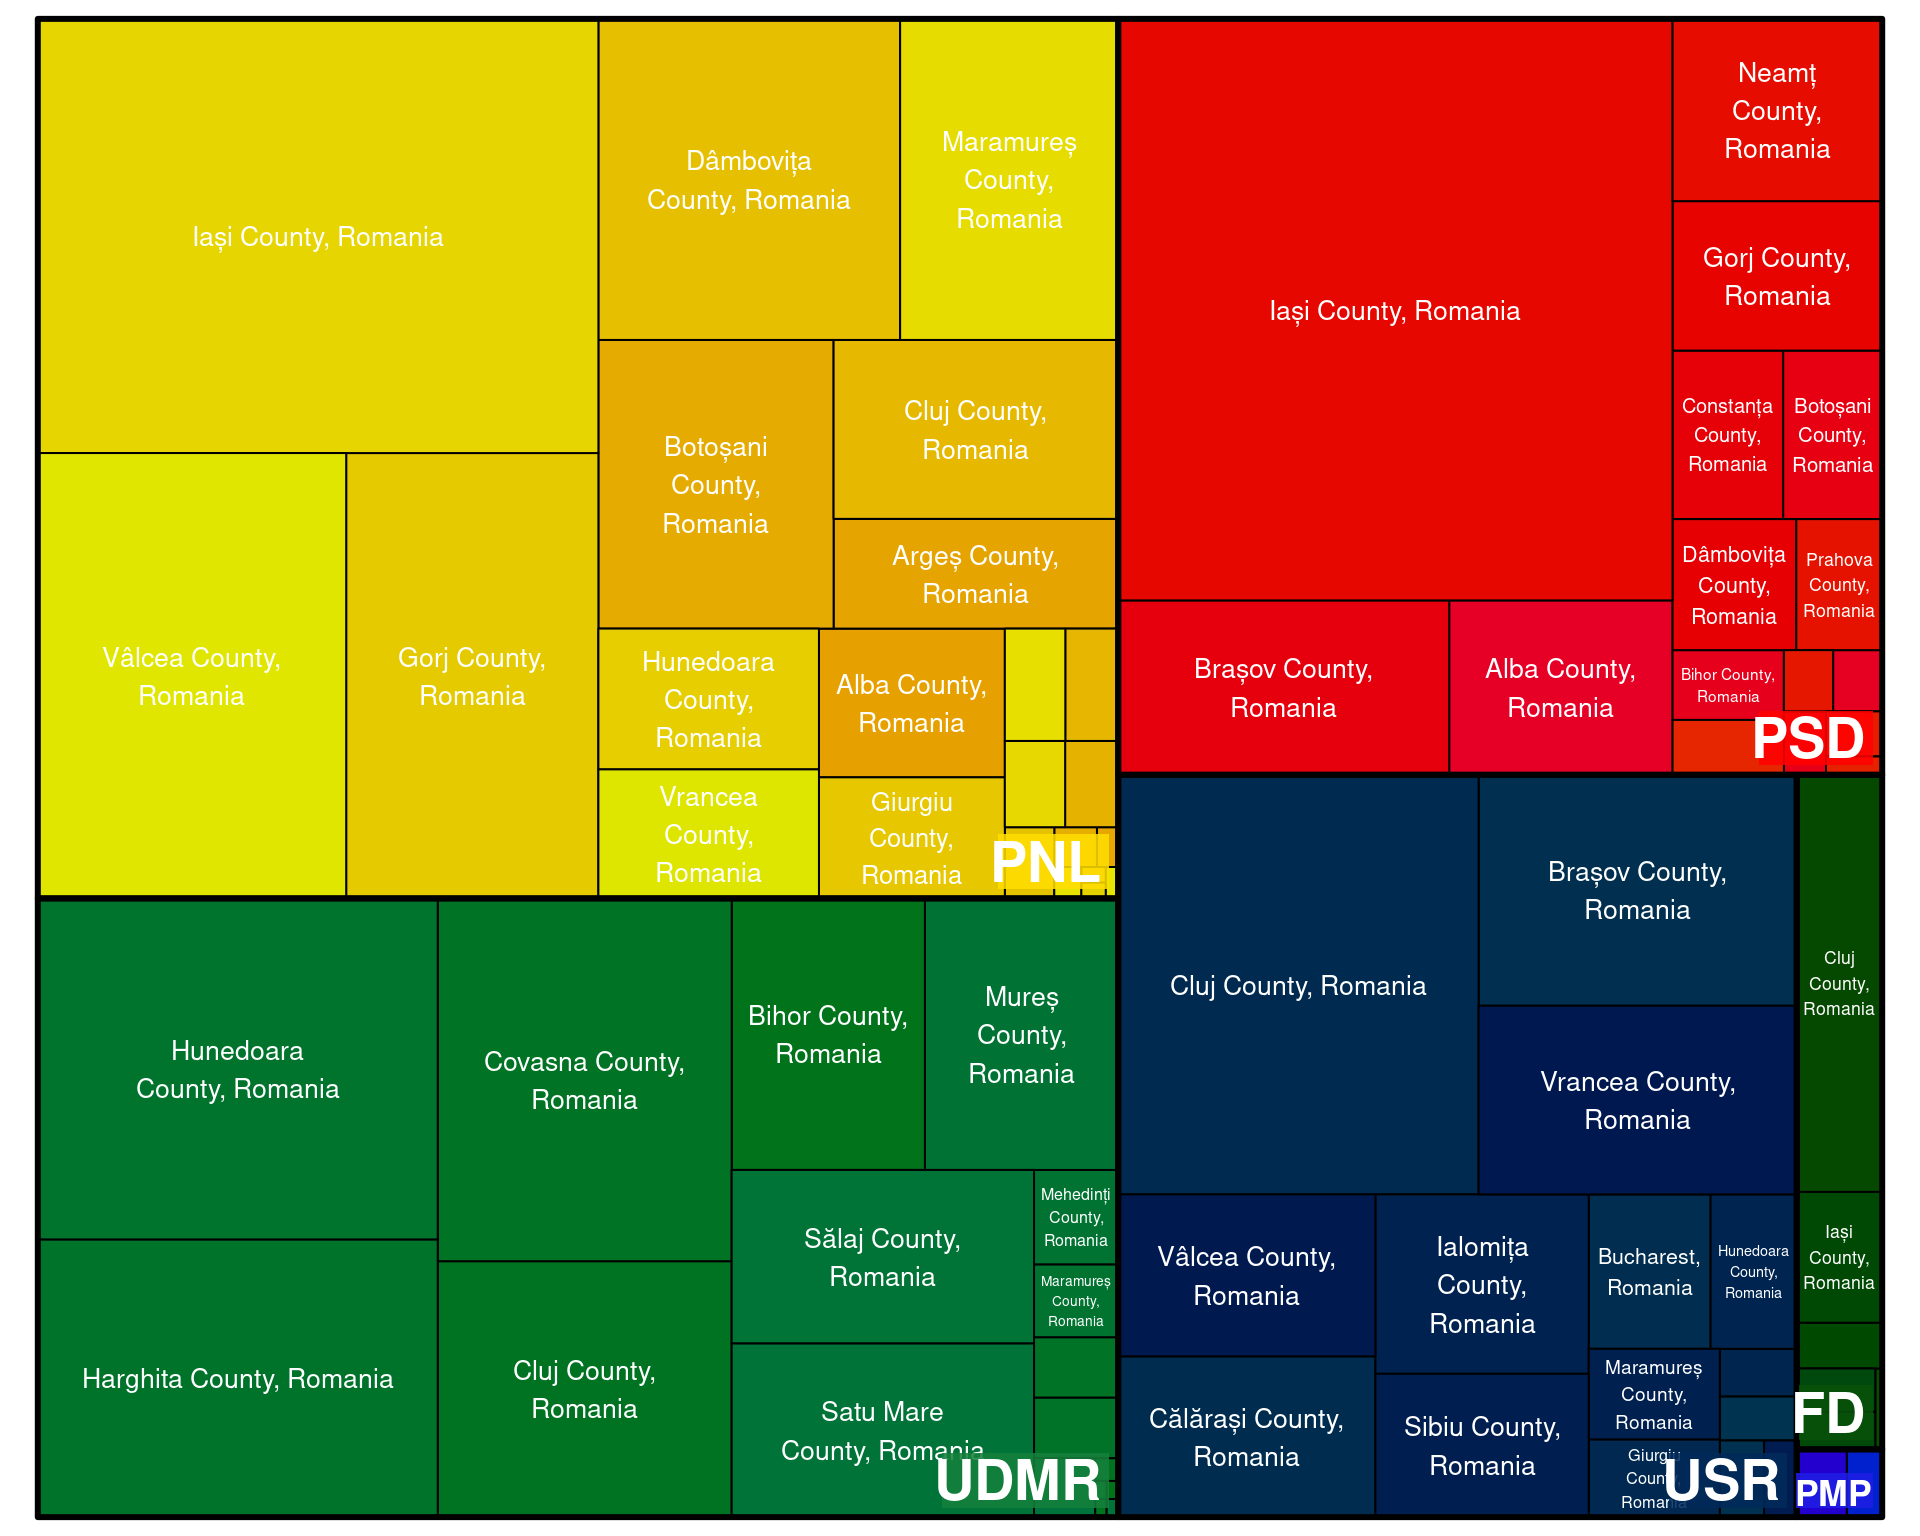 Iași County, Romania
Dâmbovița
County, Romania
Maramureș
County,
Romania
Botoșani
County,
Romania
Cluj County,
Romania
Argeș County,
Romania
Vâlcea County,
Romania
Gorj County,
Romania
Hunedoara
County,
Romania
Alba County,
Romania
Vrancea
County,
Romania
Giurgiu
County,
Romania
PNL
Iași County, Romania
Neamț
County,
Romania
Gorj County,
Romania
Constanța
County,
Romania
Botoșani
County,
Romania
Dâmbovița
County,
Romania
Prahova
County,
Romania
Brașov County,
Romania
Alba County,
Romania
Bihor County,
Romania
PSD
Hunedoara
County, Romania
Covasna County,
Romania
Bihor County,
Romania
Mureș
County,
Romania
Harghita County, Romania
Cluj County,
Romania
Sălaj County,
Romania
Mehedinți
County,
Romania
Maramureș
County,
Romania
Satu Mare
County, Romania
UDMR
Cluj County, Romania
Brașov County,
Romania
Vrancea County,
Romania
Vâlcea County,
Romania
Ialomița
County,
Romania
Bucharest,
Romania
Hunedoara
County,
Romania
Călărași County,
Romania
Sibiu County,
Romania
Maramureș
County,
Romania
Giurgiu
County,
Romania
USR
Cluj
County,
Romania
Iași
County,
Romania
FD
PMP